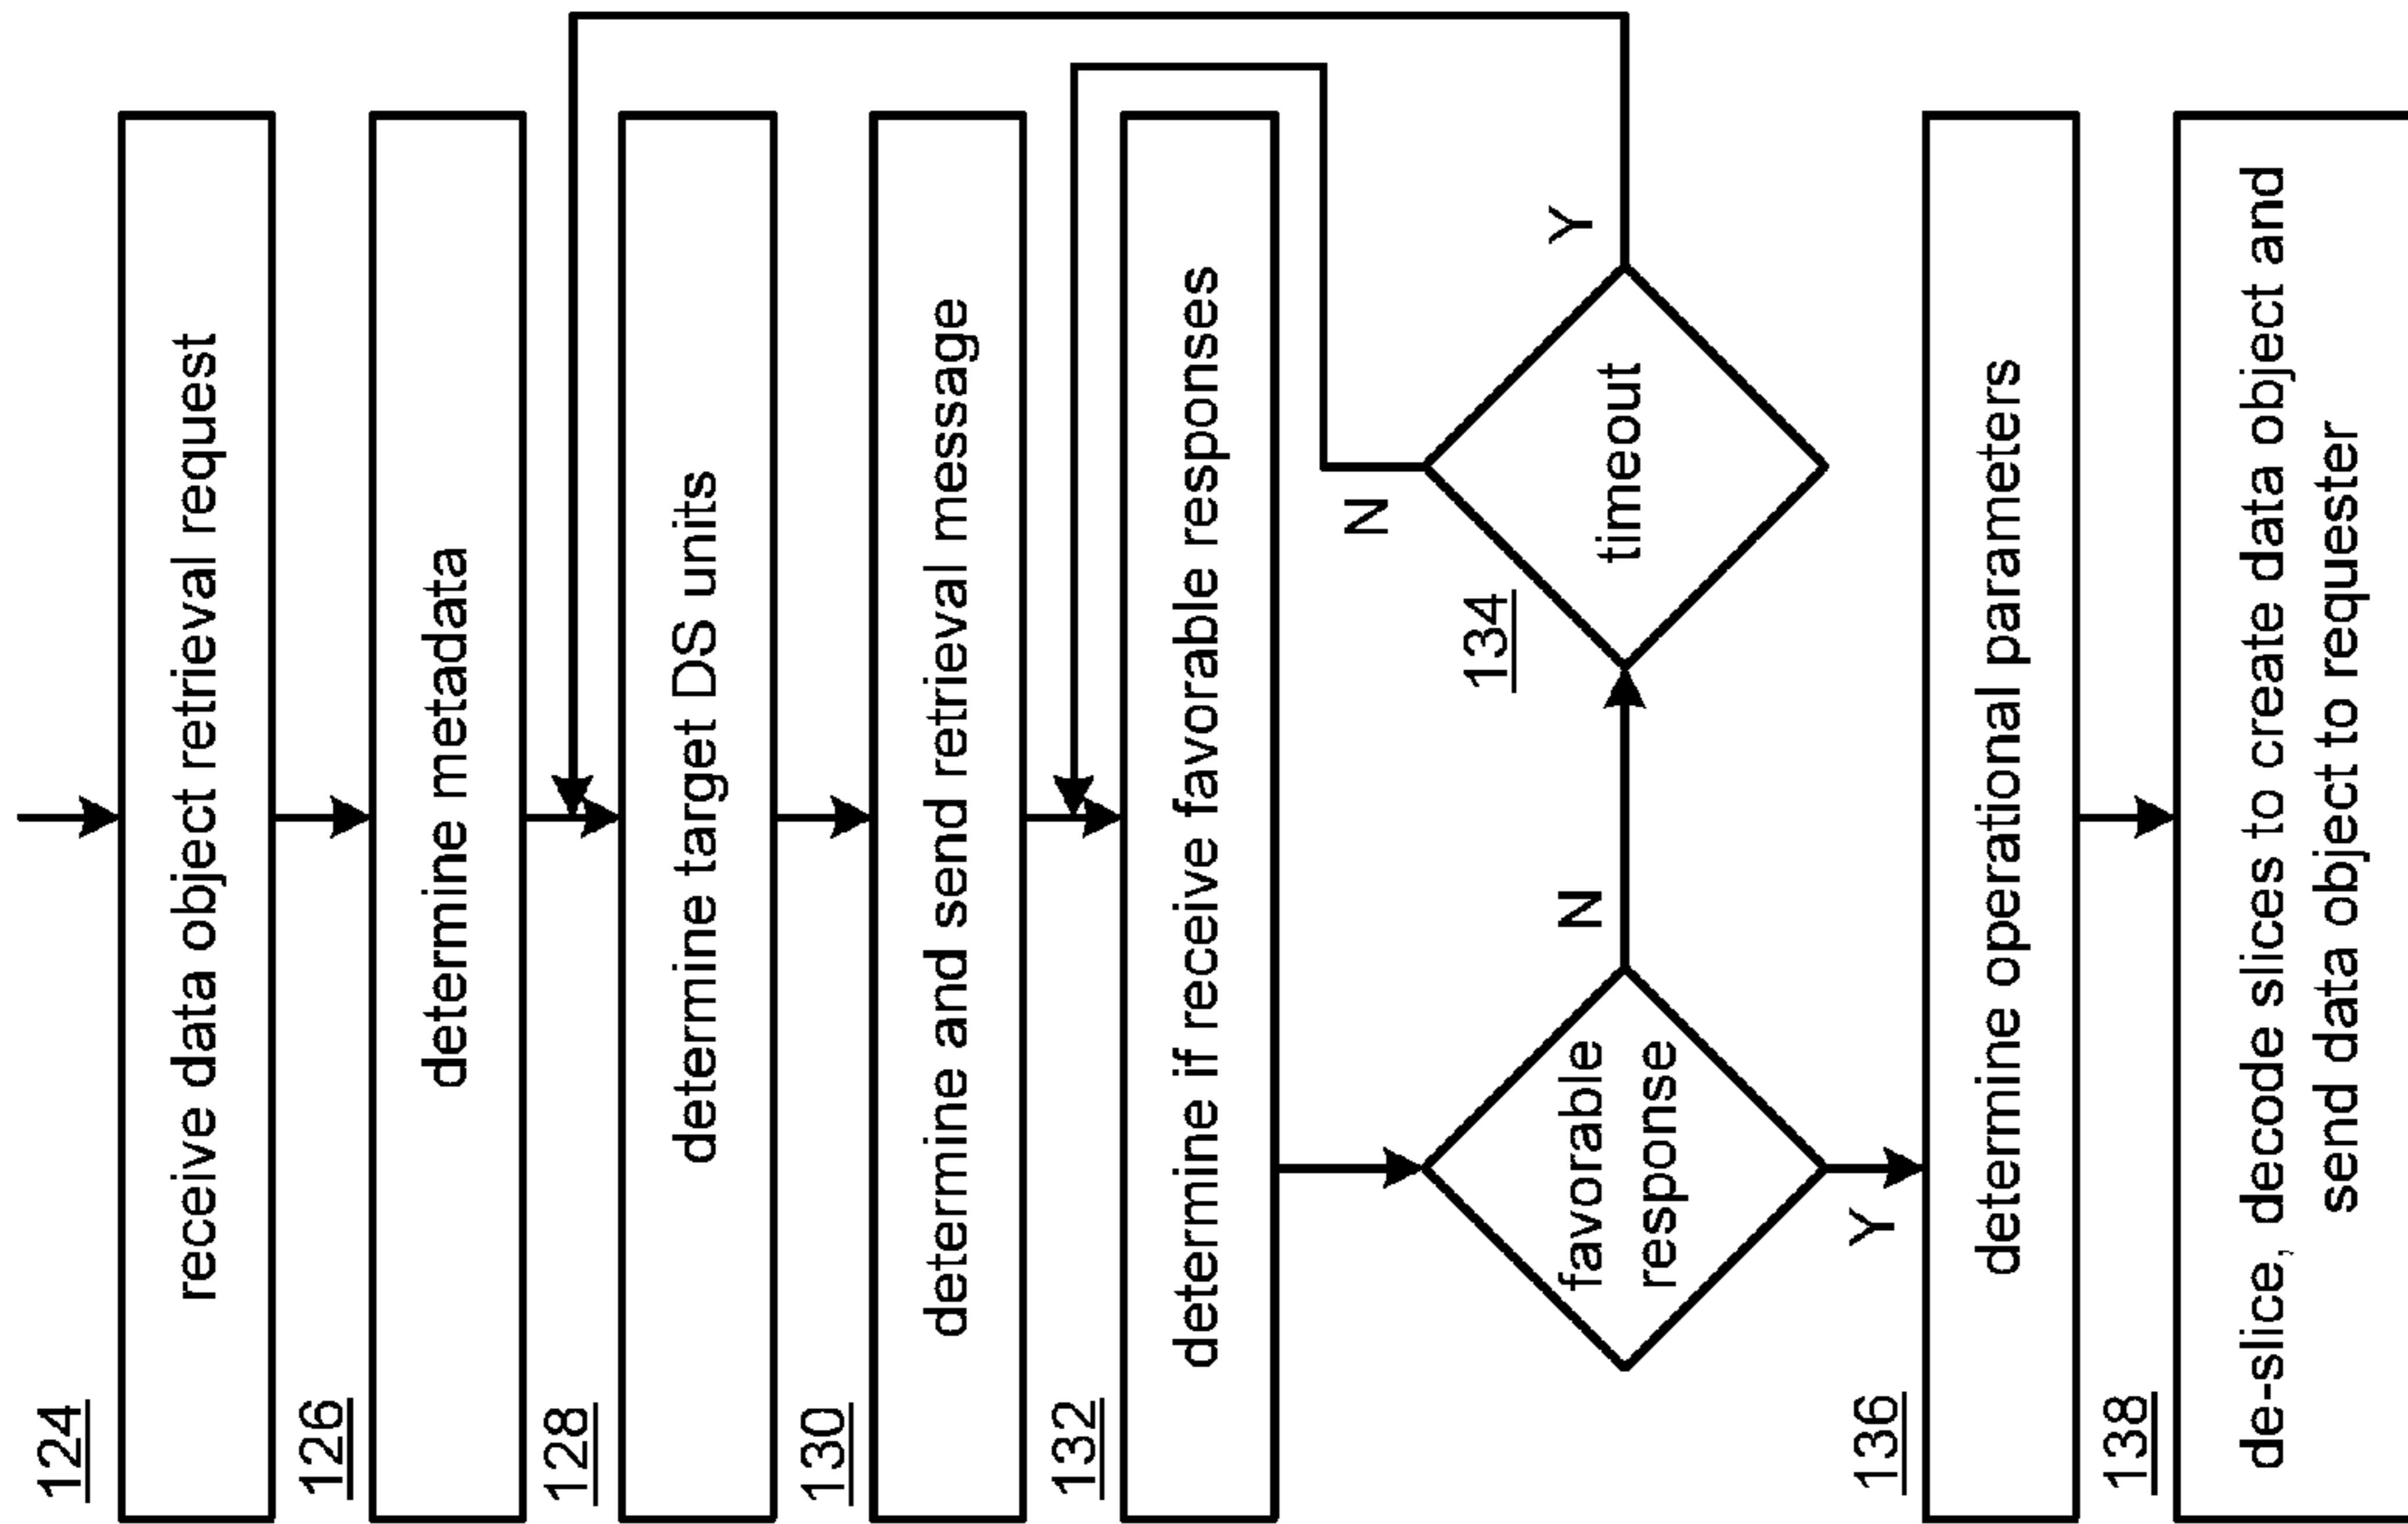 124
receive data object retrieval request
126
determine metadata
128
determine target DS units
130
determine and send retrieval message
132
determine if receive favorable responses
favorable
response
N
134
timeout
N
Y
Y
136
determine operational parameters
138
de-slice, decode slices to create data object and
send data object to requester